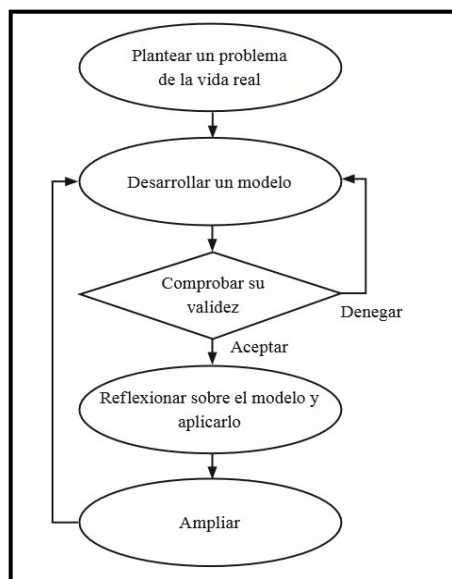 Plantear un problema
de la vida real
Desarrollar un modelo
Comprobar su
validez
Denegar
Aceptar
Reflexionar sobre el modelo y
aplicarlo
Ampliar